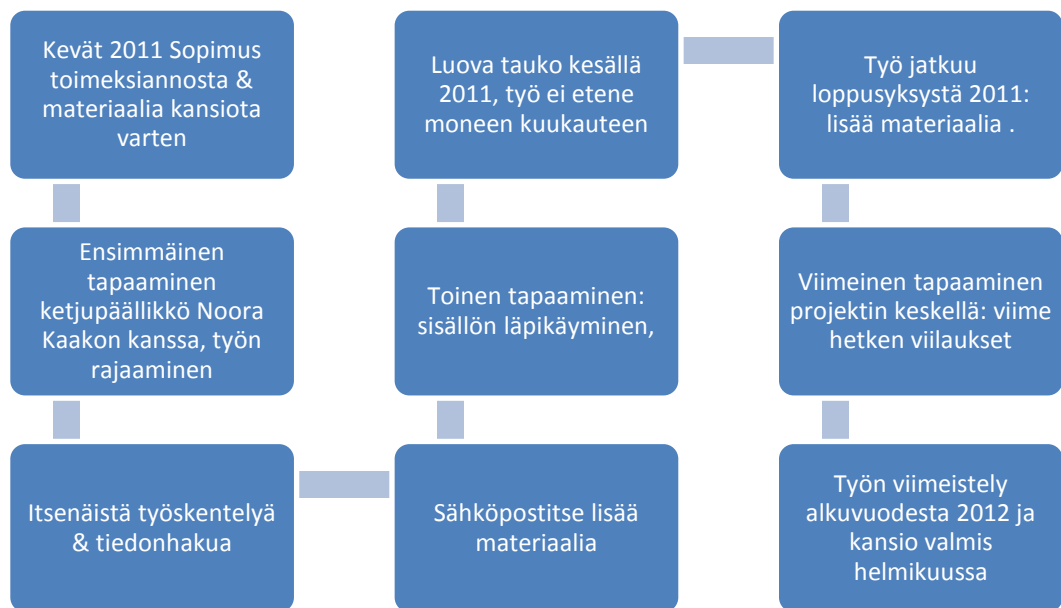 Kevät 2011 Sopimus
toimeksiannosta &
materiaalia kansiota
varten
Ensimmäinen
tapaaminen
ketjupäällikkö Noora
Kaakon kanssa, työn
rajaaminen
Itsenäistä työskentelyä
& tiedonhakua
Sähköpostitse lisää
materiaalia
Toinen tapaaminen:
sisällön läpikäyminen,
Luova tauko kesällä
2011, työ ei etene
moneen kuukauteen
Työ jatkuu
loppusyksystä 2011:
lisää materiaalia .
Viimeinen tapaaminen
projektin keskellä: viime
hetken viilaukset
Työn viimeistely
alkuvuodesta 2012 ja
kansio valmis
helmikuussa